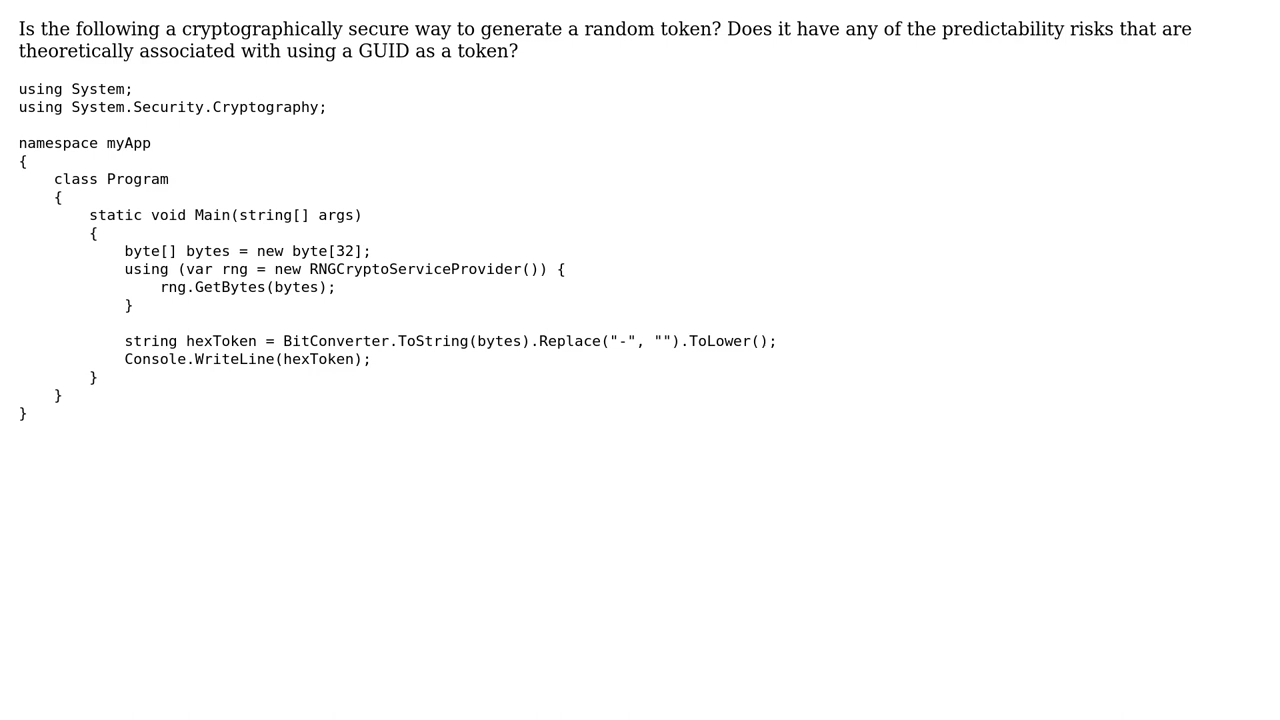 Is the following a cryptographically secure way to generate a random token? Does it have any of the predictability risks that are
theoretically associated with using a GUID as a token?
using System;
using System.Security.Cryptography;
namespace myApp
{
    class Program
    {
        static void Main(string[] args)
        {
            byte[] bytes = new byte[32];
            using (var rng = new RNGCryptoServiceProvider()) {
                rng.GetBytes(bytes);
            }
            string hexToken = BitConverter.ToString(bytes).Replace("-", "").ToLower();
            Console.WriteLine(hexToken);
        }
    }
}